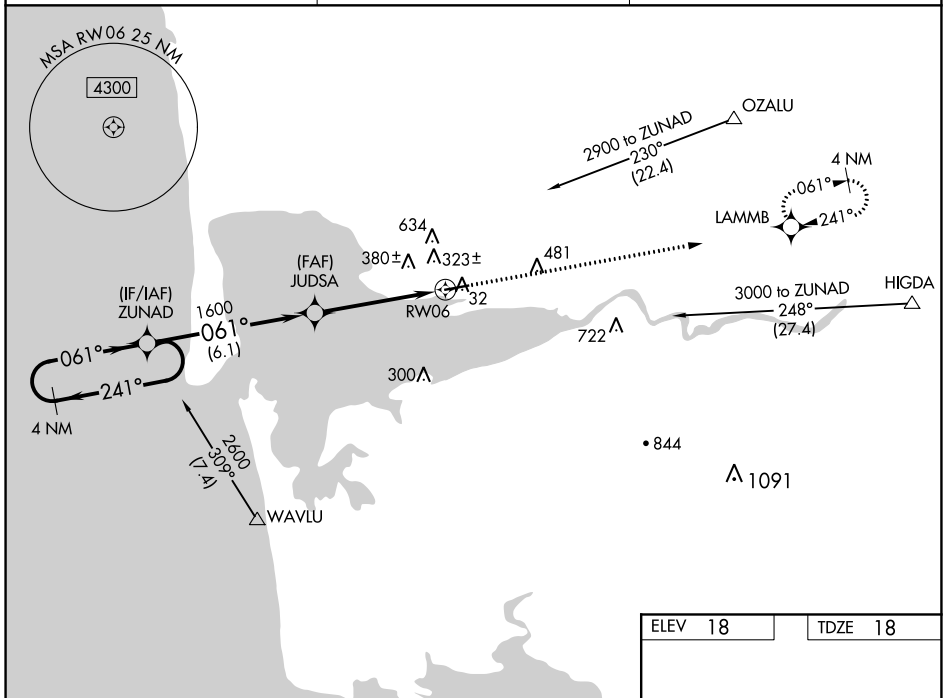 MSA RW06 25 NM
4300
OZALU
2900 to ZUNAD
230°
(22.4)
4 NM
061°
241°
LAMMB
634
380±
323±
481
32
RW06
(FAF)
JUDSA
(IF/IAF)
ZUNAD
1600
061°
(6.1)
061°
241°
4 NM
HIGDA
3000 to ZUNAD
248°
(27.4)
722
300
2600
309°
(7.4)
WAVLU
844
1091
ELEV 18
TDZE 18